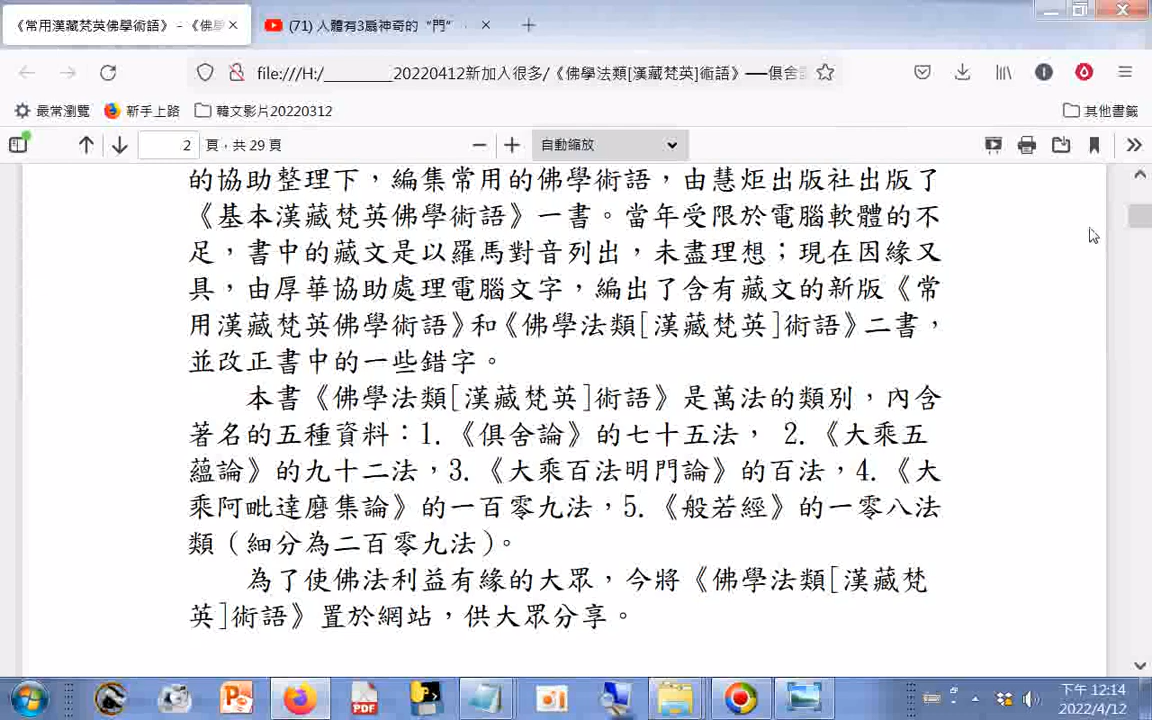 《常用漢藏梵英佛學術語》 – 《佛學
(71) 人體有3扇神奇的“門”
file:///H:/________20220412新加入很多/《佛學法類[漢藏梵英]術語》──俱舍
最常瀏覽 新手上路 韓文影片20220312 其他書籤
2 頁，共 29 頁 自動縮放
的協助整理下，編集常用的佛學術語，由慧炬出版社出版了
《基本漢藏梵英佛學術語》一書。當年受限於電腦軟體的不
足，書中的藏文是以羅馬對音列出，未盡理想；現在因緣又
具，由厚華協助處理電腦文字，編出了含有藏文的新版《常
用漢藏梵英佛學術語》和《佛學法類[漢藏梵英]術語》二書，
並改正書中的一些錯字。
本書《佛學法類[漢藏梵英]術語》是萬法的類別，內含
著名的五種資料：1.《俱舍論》的七十五法， 2.《大乘五
蘊論》的九十二法，3.《大乘百法明門論》的百法，4.《大
乘阿毗達磨集論》的一百零九法，5.《般若經》的一零八法
類（細分為二百零九法）。
為了使佛法利益有緣的大眾，今將《佛學法類[漢藏梵
英]術語》置於網站，供大眾分享。
PDF
下午 12:14
2022/4/12